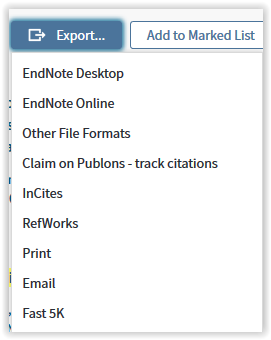 Export... Add to Marked List
EndNote Desktop
EndNote Online
Other File Formats
Claim on Publons - track citations
InCites
RefWorks
Print
Email
Fast 5K